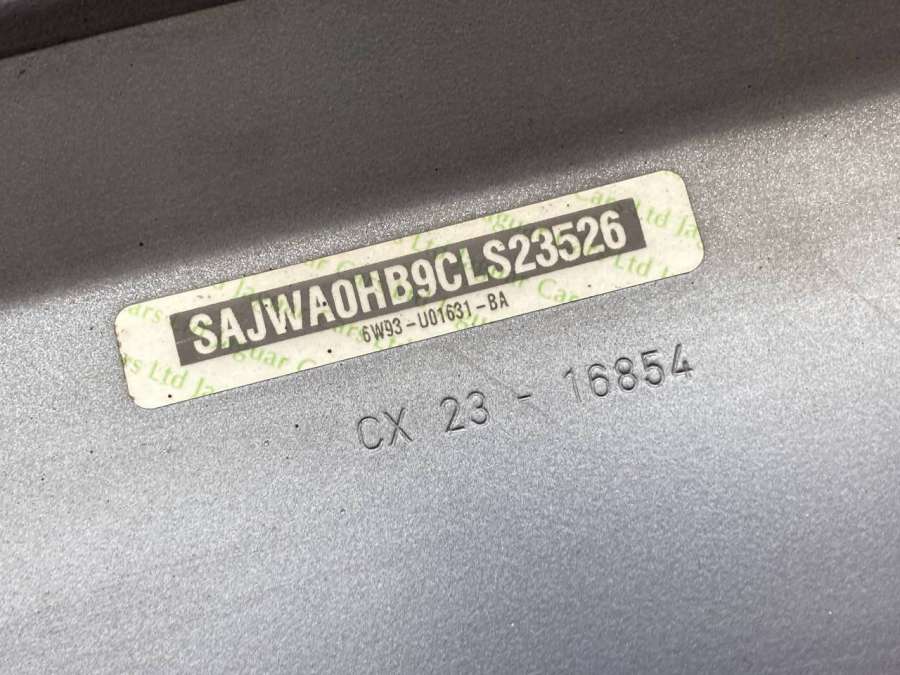 SAJWA0HB9CLS23526
6W93-U01631-BA
CX 23 - 16854